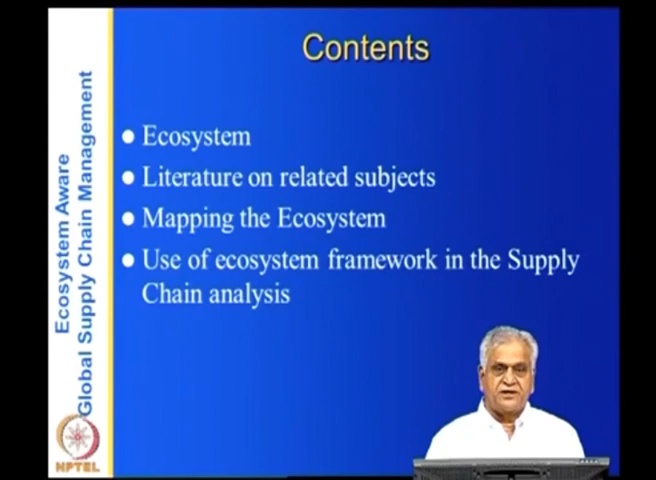 Contents
Ecosystem
Literature on related subjects
Mapping the Ecosystem
Use of ecosystem framework in the Supply
Chain analysis
Ecosystem Aware
Global Supply Chain Management
NPTEL